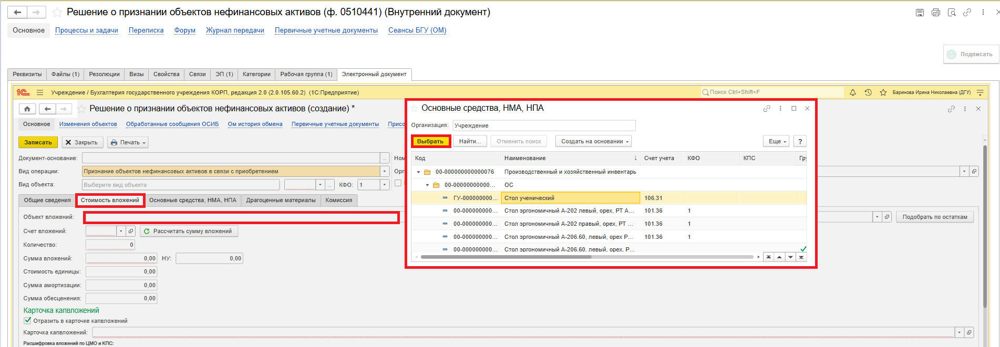 Решение о признании объектов нефинансовых активов (ф. 0510441) (Внутренний документ)
Основное Процессы и задачи Переписка Форум Журнал передачи Первичные учетные документы Сеансы БГУ (ОМ)
Подписать
Реквизиты Файлы (1) Резолюции Визы Свойства Связи ЭП (1) Категории Рабочая группа (1) Электронный документ
1С Учреждение / Бухгалтерия государственного учреждения КОРП, редакция 2.0 (2.0.105.60.2) (1С:Предприятие) Поиск Ctrl+Shift+F Баринова Ирина Николаевна (ДГУ)
Решение о признании объектов нефинансовых активов (создание) *
Основное Изменения объектов Обработанные сообщения ОСИБ Ом история обмена Первичные учетные документы Присо
Записать Закрыть Печать
Документ-основание: ... Ном
Вид операции: Признание объектов нефинансовых активов в связи с приобретением Орг
Вид объекта: Выберите вид объекта ... КФО: 1
Общие сведения Стоимость вложений Основные средства, НМА, НПА Драгоценные материалы Комиссия
Объект вложений: Подобрать по остаткам
Счет вложений: Рассчитать сумму вложений
Количество: 0
Сумма вложений: 0,00 НУ: 0,00
Стоимость единицы: 0,00
Сумма амортизации: 0,00
Сумма обесценения: 0,00
Карточка капвложений
Отразить в карточке капвложений
Карточка капвложений:
Расшифровка вложений по ЦМО и КПС:
Основные средства, НМА, НПА
Организация: Учреждение
Выбрать Найти... Отменить поиск Создать на основании Еще ?
Код Наименование ↓ Счет учета КФО КПС Гру
00-000000000000076 Производственный и хозяйственный инвентарь
00-00000000000... ОС
ГУ-000000000... Стол ученический 106.31
00-000000000... Стол эргономичный А-202 левый, орех, РТ А... 101.36 1
00-000000000... Стол эргономичный А-202 правый, орех, РТ ... 101.36 1
00-000000000... Стол эргономичный А-206.60, левый, орех Р... 101.36 1
00-000000000... Стол эргономичный А-206.60, левый, орех, Р...